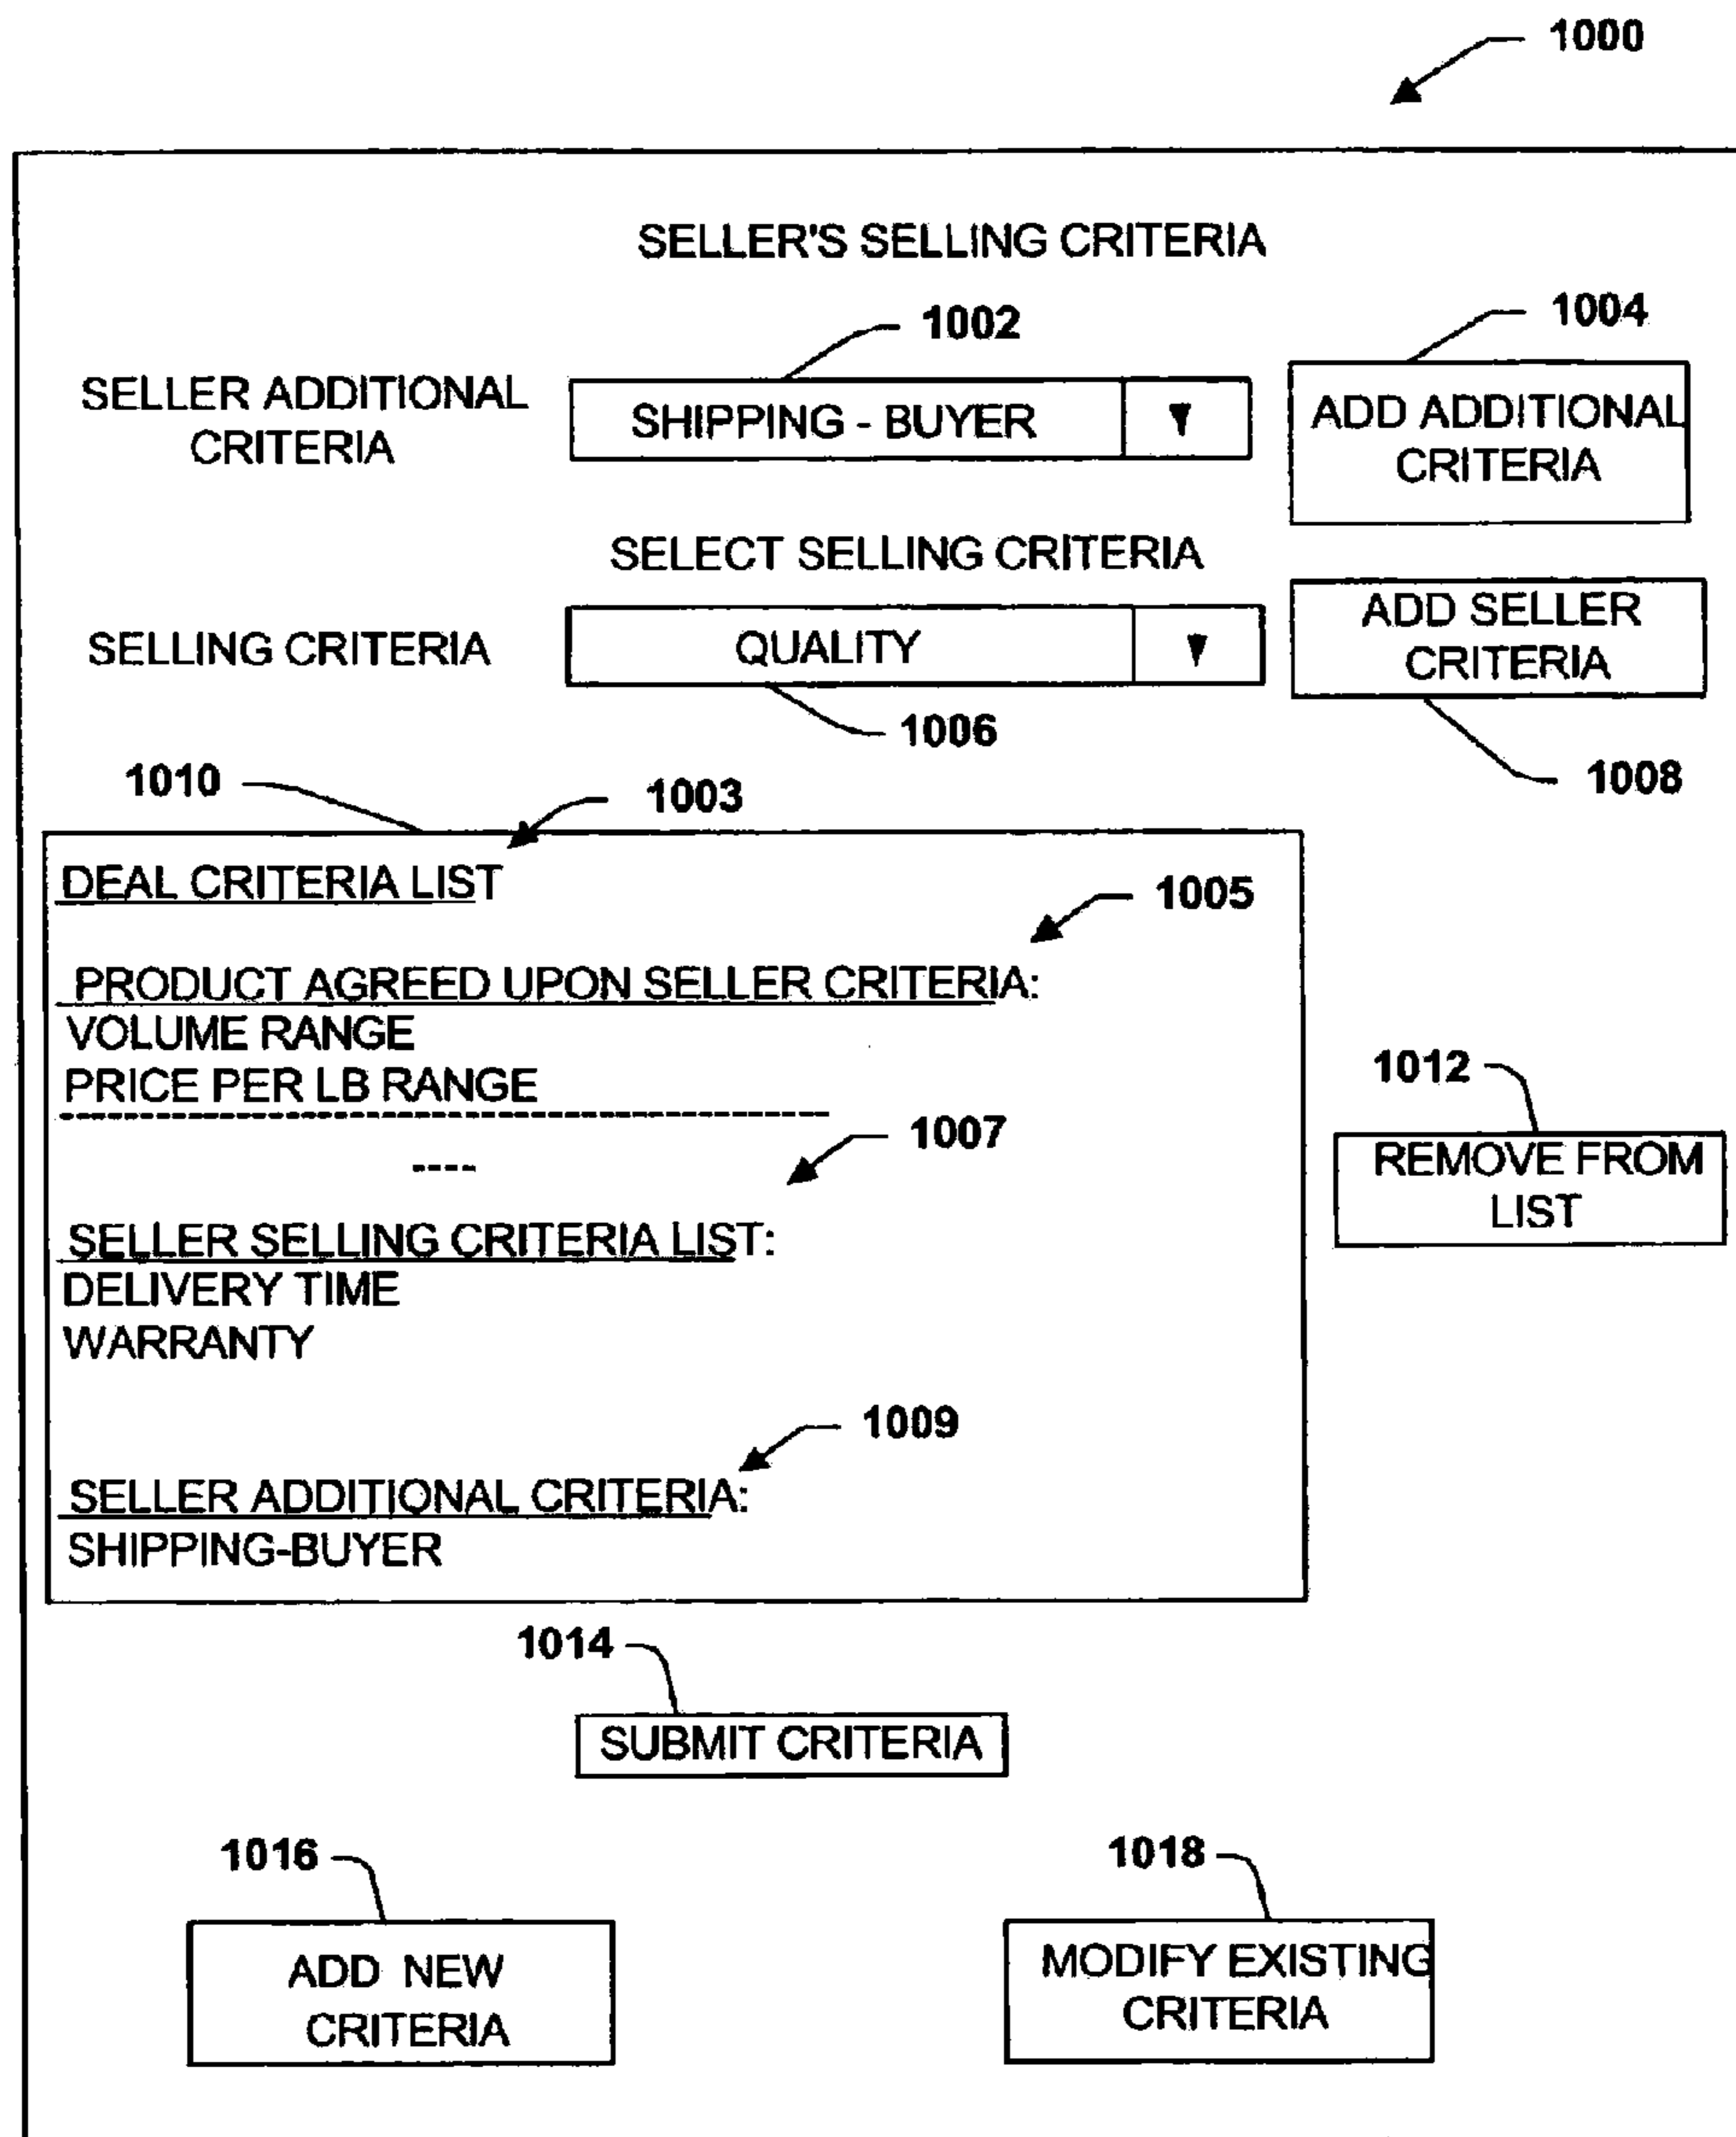 1000
SELLER'S SELLING CRITERIA
1002
1004
SELLER ADDITIONAL
CRITERIA
SHIPPING - BUYER
ADD ADDITIONAL
CRITERIA
SELECT SELLING CRITERIA
SELLING CRITERIA
QUALITY
ADD SELLER
CRITERIA
1006
1008
1010
1003
DEAL CRITERIA LIST
1005
PRODUCT AGREED UPON SELLER CRITERIA:
VOLUME RANGE
PRICE PER LB RANGE
1012
1007
REMOVE FROM
LIST
SELLER SELLING CRITERIA LIST:
DELIVERY TIME
WARRANTY
1009
SELLER ADDITIONAL CRITERIA:
SHIPPING-BUYER
1014
SUBMIT CRITERIA
1016
1018
ADD NEW
CRITERIA
MODIFY EXISTING
CRITERIA